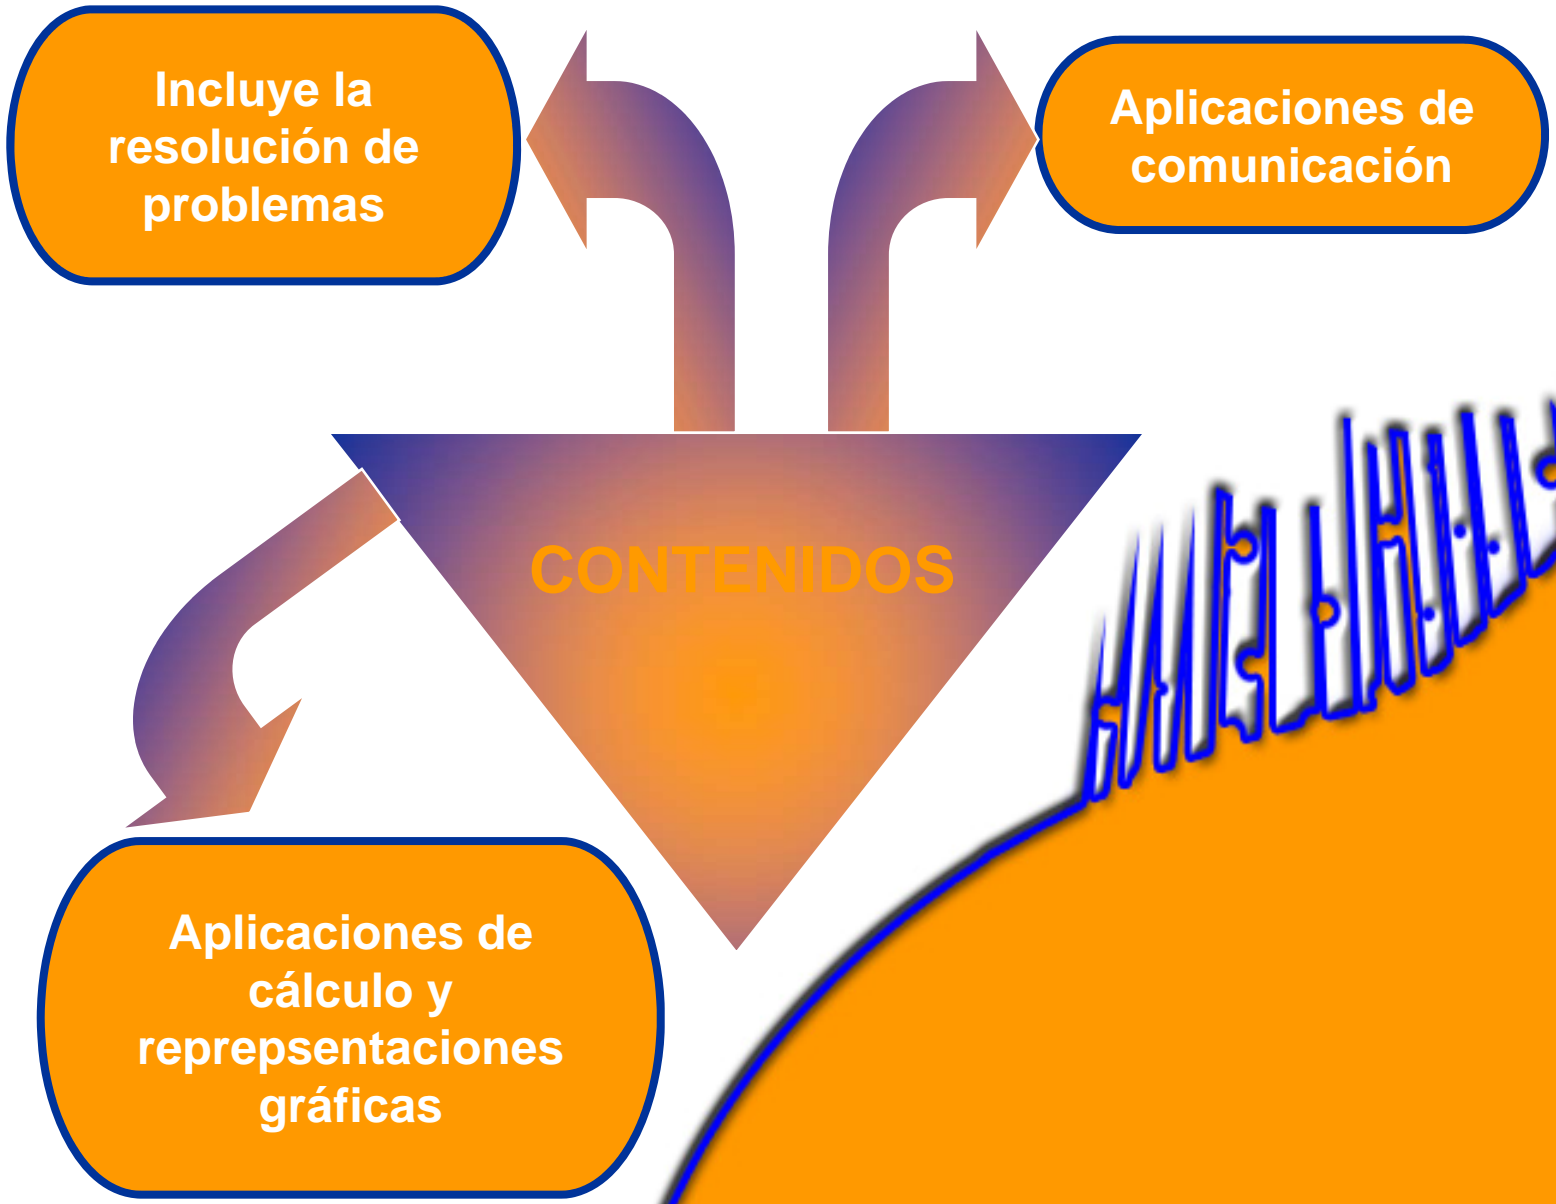 Incluye la
resolución de
problemas
Aplicaciones de
comunicación
CONTENIDOS
Aplicaciones de
cálculo y
reprepsentaciones
gráficas